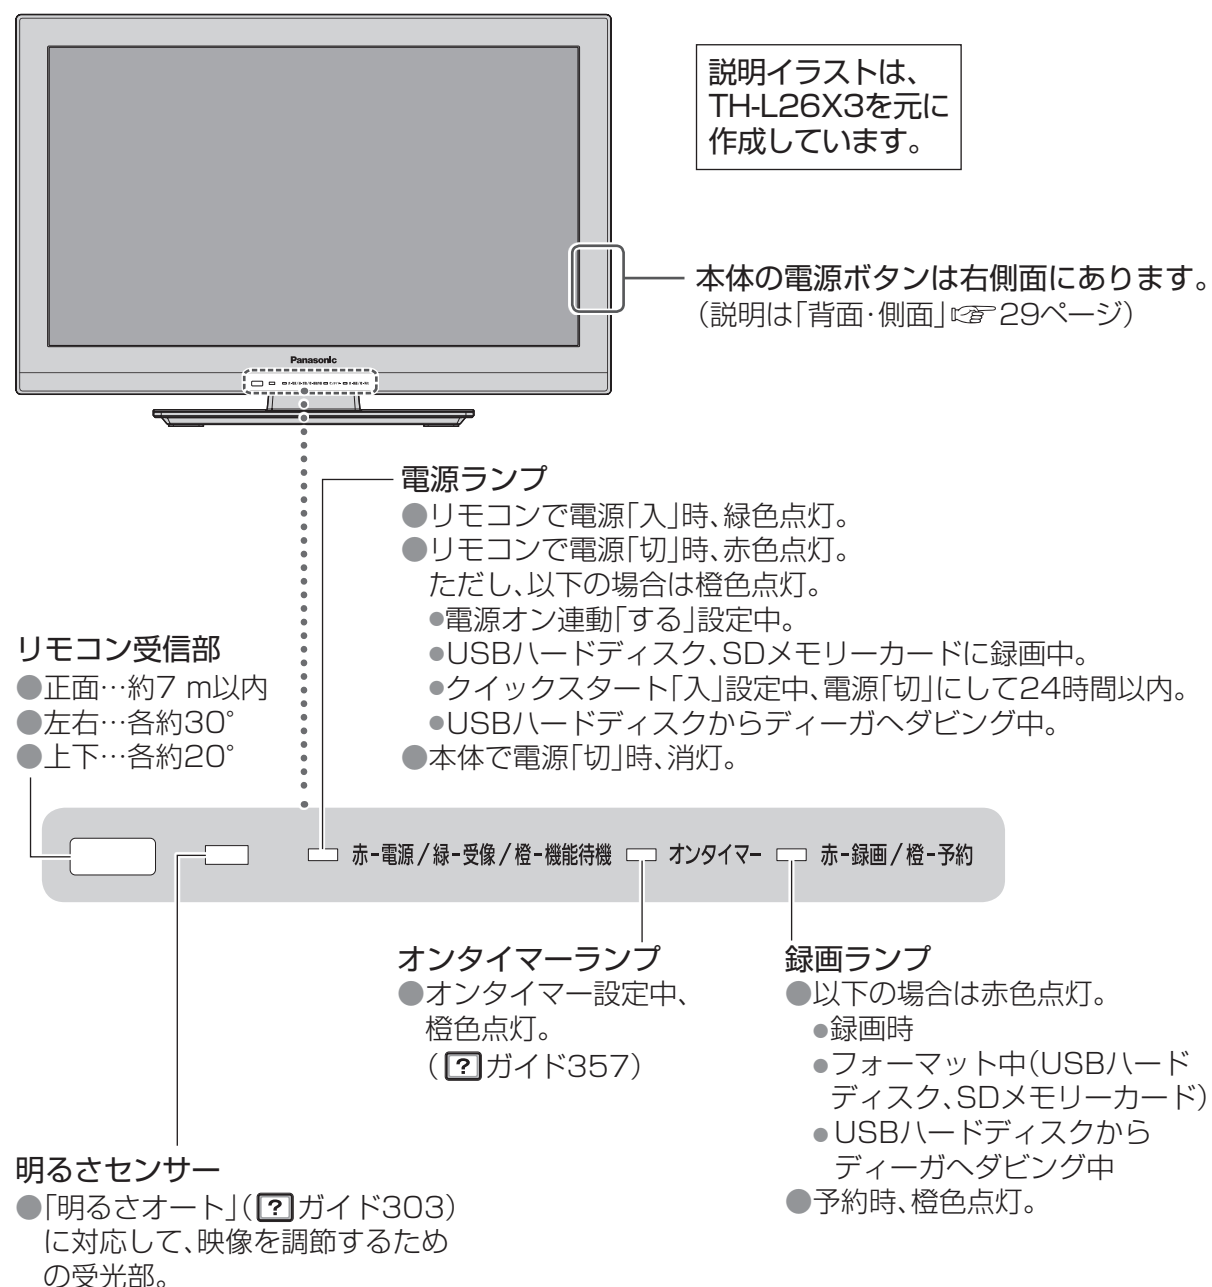 説明イラストは、
TH-L26X3を元に
作成しています。
本体の電源ボタンは右側面にあります。
(説明は「背面・側面」☞29ページ)
Panasonic
電源ランプ
●リモコンで電源「入」時、緑色点灯。
●リモコンで電源「切」時、赤色点灯。
ただし、以下の場合は橙色点灯。
●電源オン連動「する」設定中。
●USBハードディスク、SDメモリーカードに録画中。
●クイックスタート「入」設定中、電源「切」にして24時間以内。
●USBハードディスクからディーガへダビング中。
●本体で電源「切」時、消灯。
リモコン受信部
●正面…約7 m以内
●左右…各約30°
●上下…各約20°
赤-電源/緑-受像/橙-機能待機 オンタイマー 赤-録画/橙-予約
オンタイマーランプ
●オンタイマー設定中、
橙色点灯。
(?ガイド357)
録画ランプ
●以下の場合は赤色点灯。
●録画時
●フォーマット中(USBハード
ディスク、SDメモリーカード)
●USBハードディスクから
ディーガへダビング中
●予約時、橙色点灯。
明るさセンサー
●「明るさオート」(?ガイド303)
に対応して、映像を調節するため
の受光部。